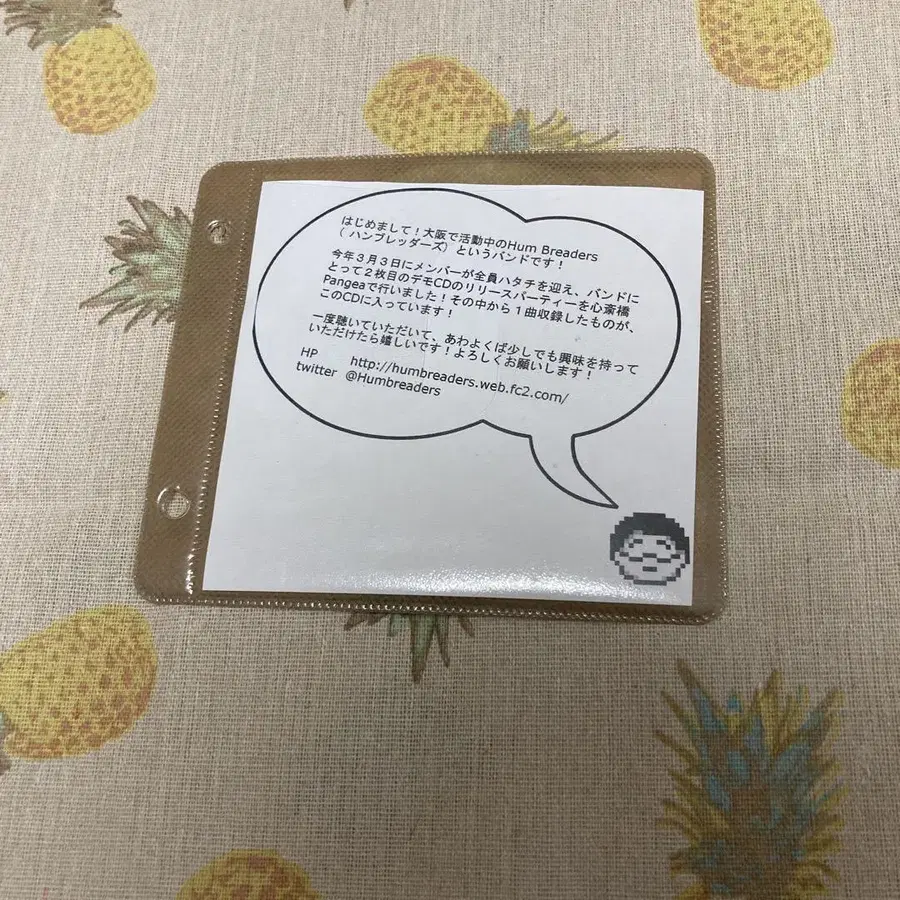 はじめまして！大阪で活動中のHum Breaders
（ハンブレッダーズ）というバンドです！
今年３月３日にメンバーが全員ハタチを迎え、バンドに
とって２枚目のデモCDのリリースパーティーを心斎橋
Pangeaで行いました！その中から１曲収録したものが、
このCDに入っています！
一度聴いていただいて、あわよくば少しでも興味を持って
いただけたら嬉しいです！よろしくお願いします！
HP http://humbreaders.web.fc2.com/
twitter @Humbreaders